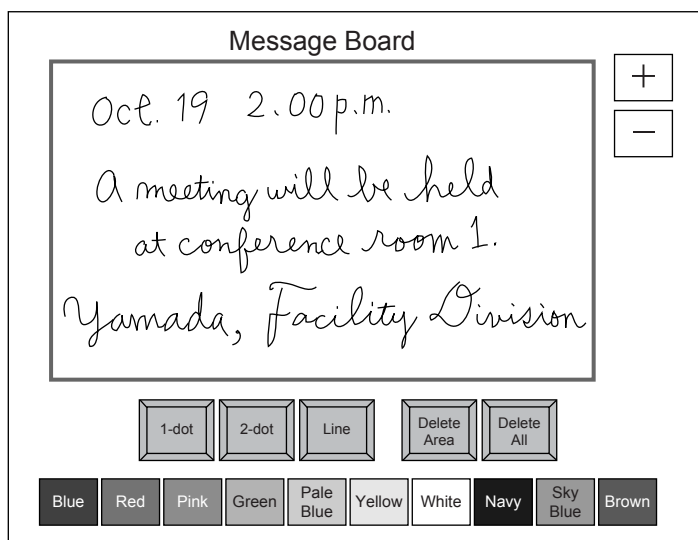 Message Board
+
−
Oct. 19 2.00 p.m.
A meeting will be held
at conference room 1.
Yamada, Facility Division
1-dot 2-dot Line Delete Area Delete All
Blue Red Pink Green Pale Blue Yellow White Navy Sky Blue Brown